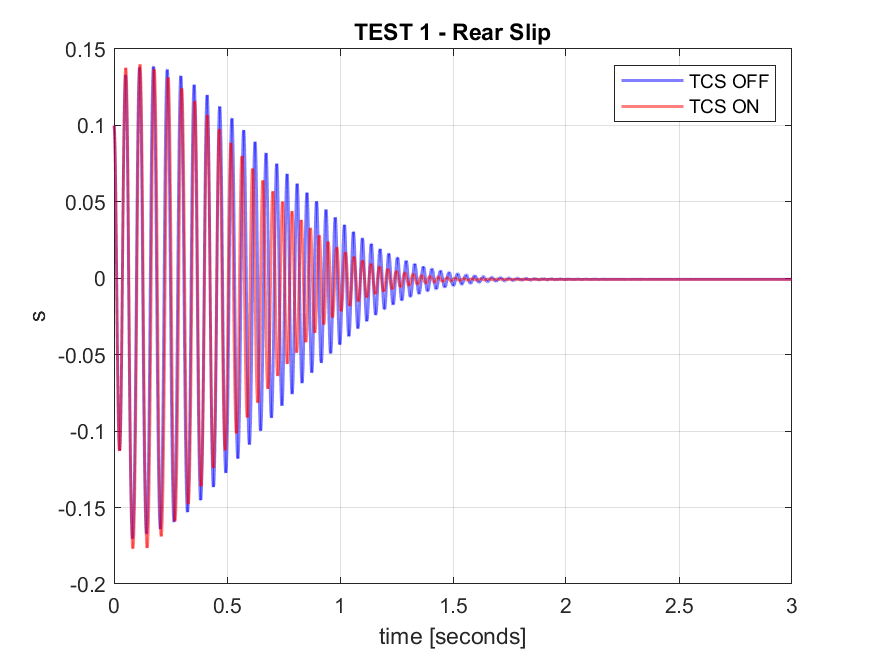 TEST 1 - Rear Slip
0.15
0.1
0.05
0
-0.05
-0.1
-0.15
-0.2
s
TCS OFF
TCS ON
0 0.5 1 1.5 2 2.5 3
time [seconds]